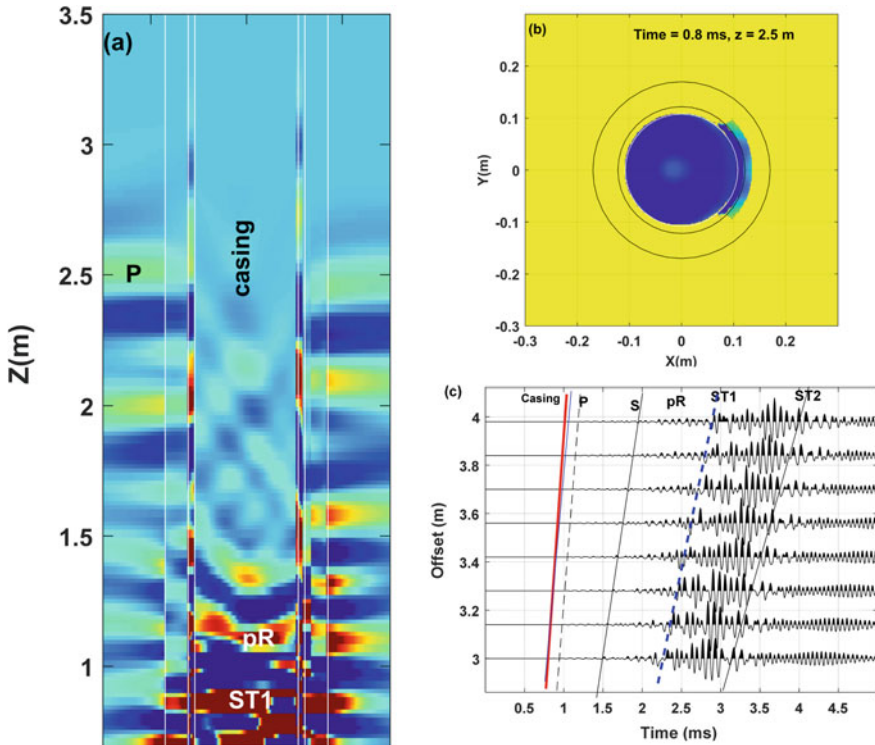 (a)
3.5
3
2.5
2
1.5
1
Z(m)
P
casing
pR
ST1
(b)
Time = 0.8 ms, z = 2.5 m
0.3
0.2
0.1
0
-0.1
-0.2
-0.3
Y(m)
-0.3 -0.2 -0.1 0 0.1 0.2
X(m)
(c)
Casing P S pR ST1 ST2
4
3.8
3.6
3.4
3.2
3
Offset (m)
0.5 1 1.5 2 2.5 3 3.5 4 4.5
Time (ms)